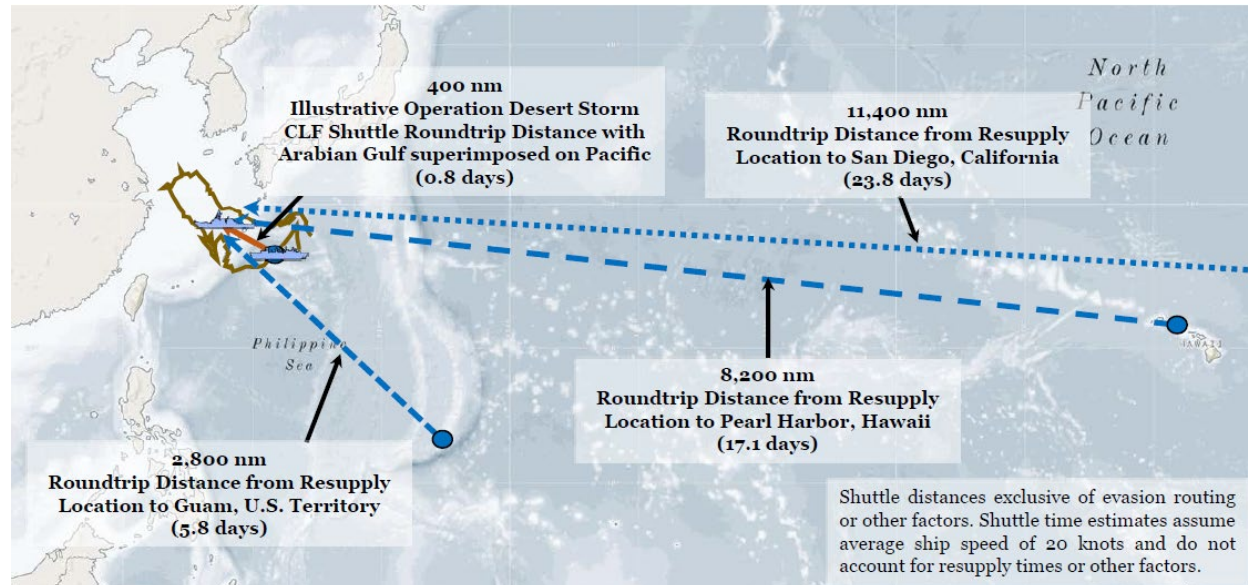 400 nm
Illustrative Operation Desert Storm
CLF Shuttle Roundtrip Distance with
Arabian Gulf superimposed on Pacific
(0.8 days)
North
Pacific
Ocean
11,400 nm
Roundtrip Distance from Resupply
Location to San Diego, California
(23.8 days)
Philippine
Sea
HAWAII
8,200 nm
Roundtrip Distance from Resupply
Location to Pearl Harbor, Hawaii
(17.1 days)
2,800 nm
Roundtrip Distance from Resupply
Location to Guam, U.S. Territory
(5.8 days)
Shuttle distances exclusive of evasion routing
or other factors. Shuttle time estimates assume
average ship speed of 20 knots and do not
account for resupply times or other factors.